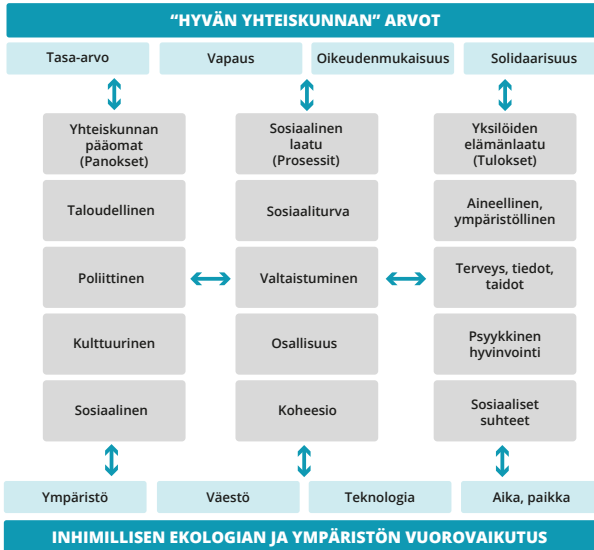 “HYVÄN YHTEISKUNNAN” ARVOT
Tasa-arvo
Vapaus
Oikeudenmukaisuus
Solidaarisuus
Yhteiskunnan
pääomat
(Panokset)
Sosiaalinen
laatu
(Prosessit)
Yksilöiden
elämänlaatu
(Tulokset)
Taloudellinen
Sosiaaliturva
Aineellinen,
ympäristöllinen
Poliittinen
Valtaistuminen
Terveys, tiedot,
taidot
Kulttuurinen
Osallisuus
Psyykkinen
hyvinvointi
Sosiaalinen
Koheesio
Sosiaaliset
suhteet
Ympäristö
Väestö
Teknologia
Aika, paikka
INHIMILLISEN EKOLOGIAN JA YMPÄRISTÖN VUOROVAIKUTUS